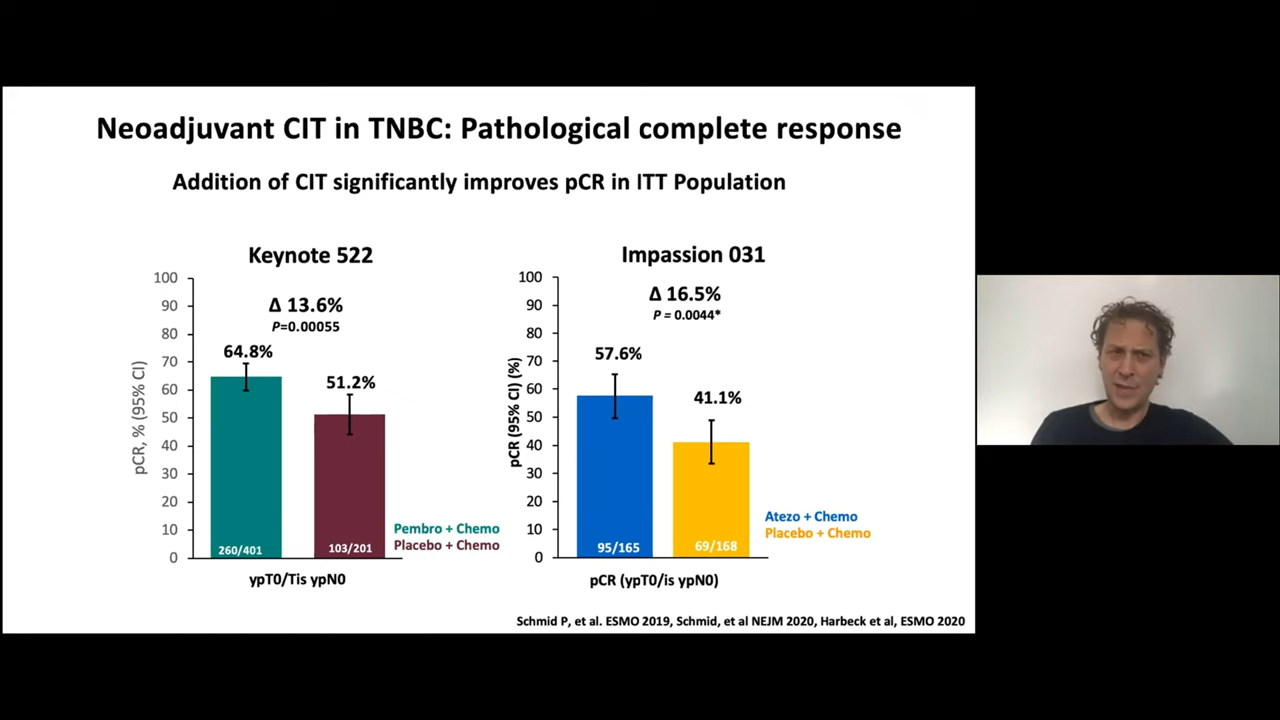 Neoadjuvant CIT in TNBC: Pathological complete response
Addition of CIT significantly improves pCR in ITT Population
Keynote 522
Δ 13.6%
P=0.00055
pCR, % (95% CI)
100
90
80
70
60
50
40
30
20
10
0
64.8%
51.2%
260/401
103/201
ypT0/Tis ypN0
Pembro + Chemo
Placebo + Chemo
Impassion 031
Δ 16.5%
P = 0.0044*
pCR (95% CI) (%)
100
90
80
70
60
50
40
30
20
10
0
57.6%
41.1%
95/165
69/168
pCR (ypT0/is ypN0)
Atezo + Chemo
Placebo + Chemo
Schmid P, et al. ESMO 2019, Schmid, et al NEJM 2020, Harbeck et al, ESMO 2020